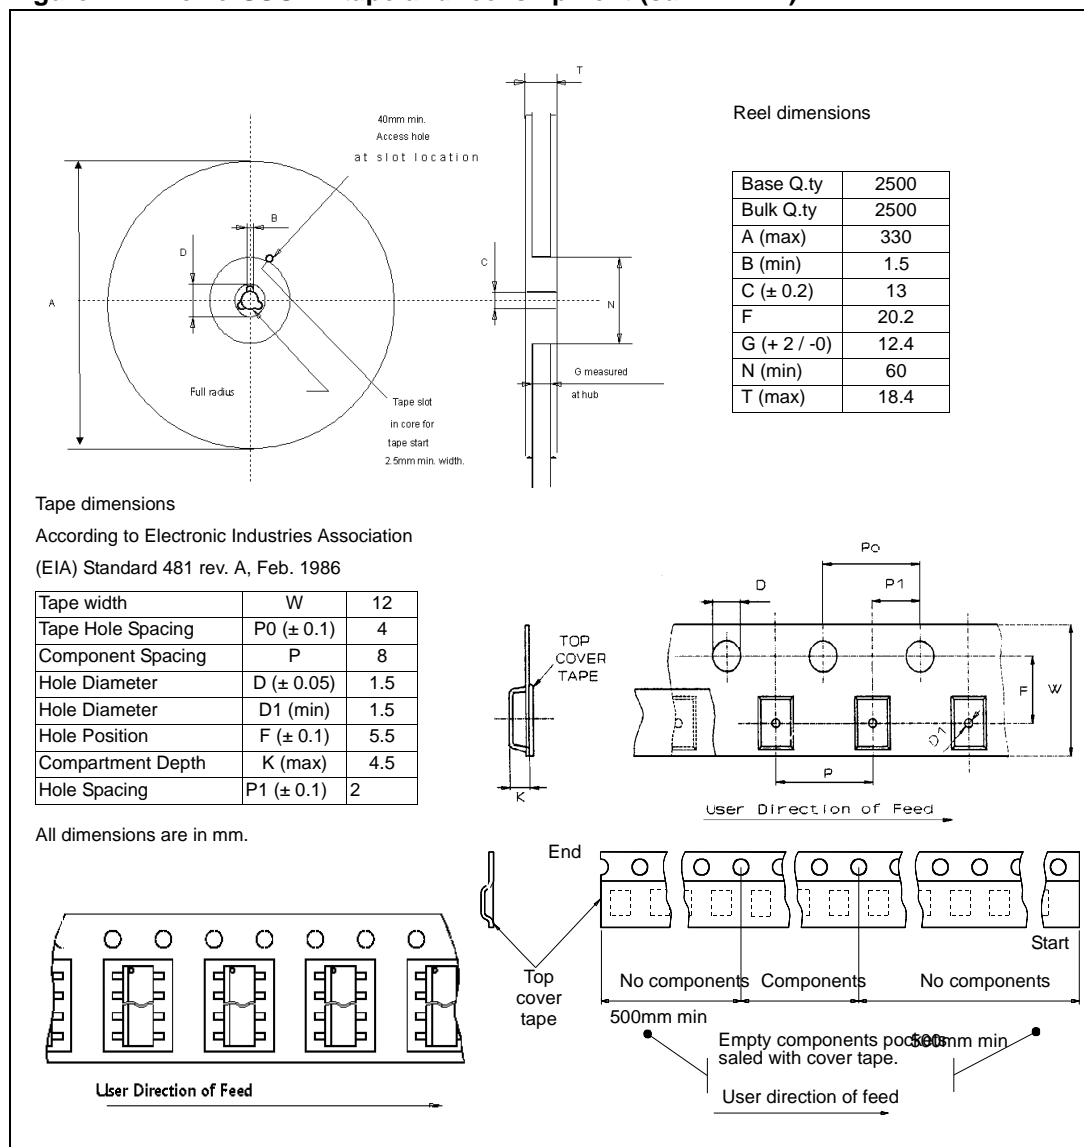 T
40mm min.
Access hole
at slot location
Reel dimensions
Base Q.ty 2500
Bulk Q.ty 2500
A (max) 330
B (min) 1.5
C (± 0.2) 13
F 20.2
G (+ 2 / -0) 12.4
N (min) 60
T (max) 18.4
B
D
C
A
N
G measured
at hub
Full radius
Tape slot
in core for
tape start
2.5mm min. width.
Tape dimensions
According to Electronic Industries Association
(EIA) Standard 481 rev. A, Feb. 1986
Tape width W 12
Tape Hole Spacing P0 (± 0.1) 4
Component Spacing P 8
Hole Diameter D (± 0.05) 1.5
Hole Diameter D1 (min) 1.5
Hole Position F (± 0.1) 5.5
Compartment Depth K (max) 4.5
Hole Spacing P1 (± 0.1) 2
All dimensions are in mm.
Po
D
P1
TOP
COVER
TAPE
F
W
D1
P
K
User Direction of Feed
End
Start
Top
cover
tape
No components
Components
No components
500mm min
Empty components pockets
saled with cover tape.
500mm min
User direction of feed
User Direction of Feed